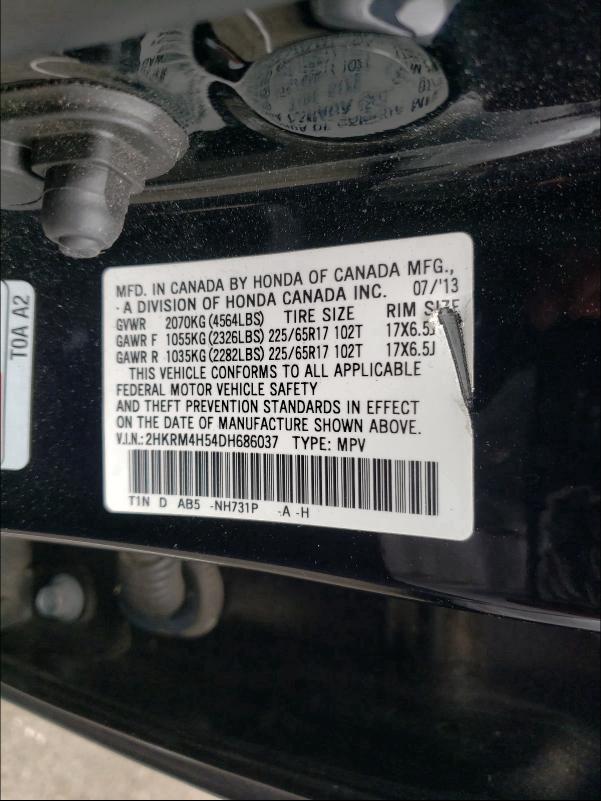 MFD. IN CANADA BY HONDA OF CANADA MFG.,
A DIVISION OF HONDA CANADA INC. 07/'13
GVWR 2070KG(4564LBS) TIRE SIZE RIM SIZE
GAWR F 1055KG(2326LBS) 225/65R17 102T 17X6.5J
GAWR R 1035KG(2282LBS) 225/65R17 102T 17X6.5J
THIS VEHICLE CONFORMS TO ALL APPLICABLE
FEDERAL MOTOR VEHICLE SAFETY
AND THEFT PREVENTION STANDARDS IN EFFECT
ON THE DATE OF MANUFACTURE SHOWN ABOVE.
V.I.N.: 2HKRM4H54DH686037 TYPE: MPV
T1N D AB5 -NH731P -A -H
T0A A2